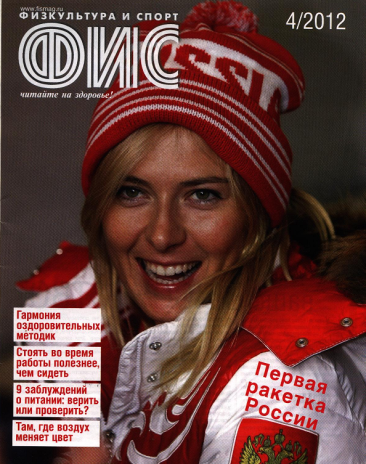 www.fismag.ru
ФИЗКУЛЬТУРА И СПОРТ
ФИС
читайте на здоровье!
4/2012
Гармония
оздоровительных
методик
Стоять во время
работы полезнее,
чем сидеть
9 заблуждений
о питании: верить
или проверить?
Там, где воздух
меняет цвет
Первая
ракетка
России